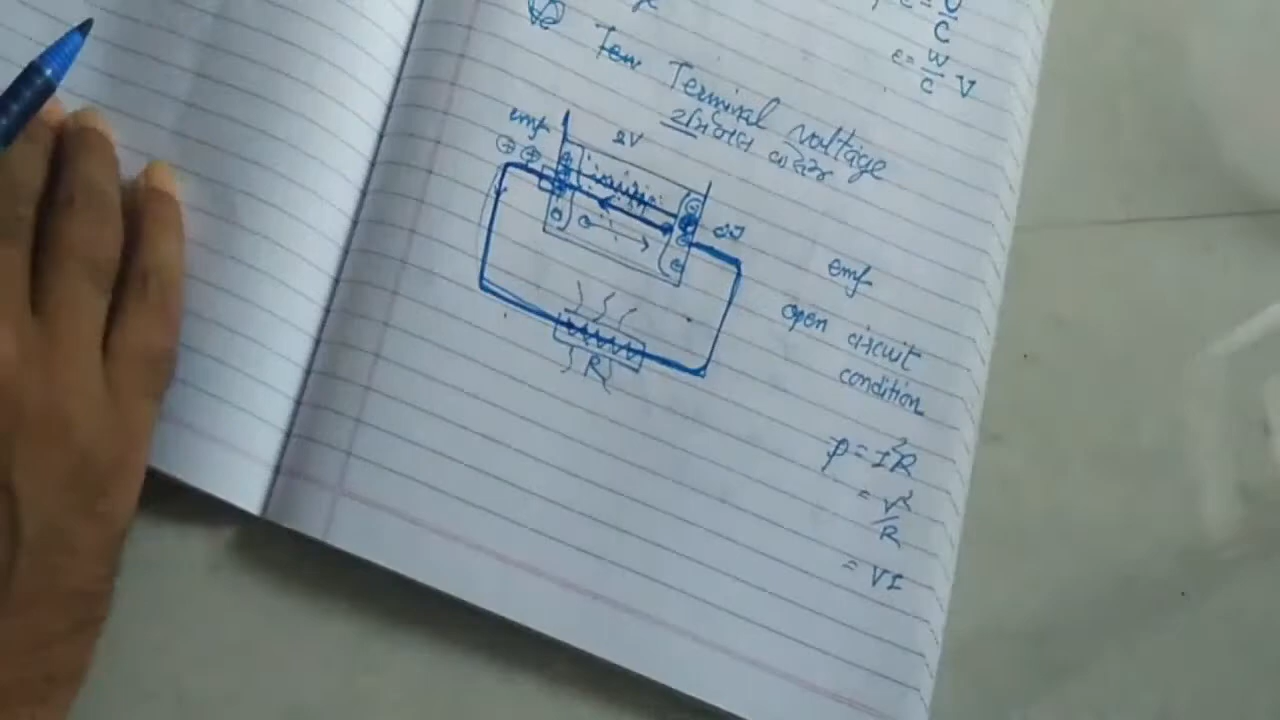 c = U
C
e = W
c V
Terminal voltage
emf
2V
emf
open circuit
condition
R
P = I²R
= V²
R
= VI